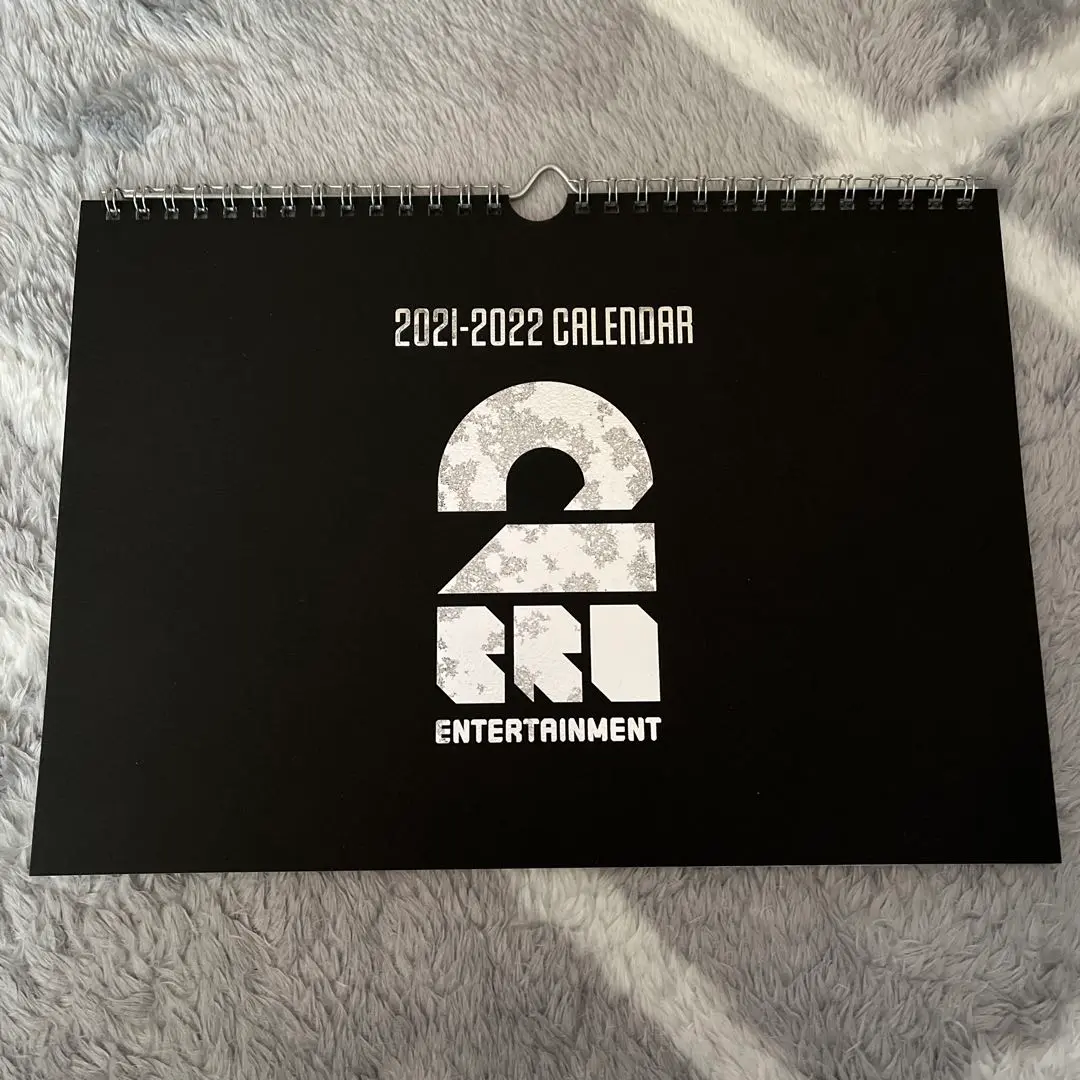 2021-2022 CALENDAR
2
BRO
ENTERTAINMENT